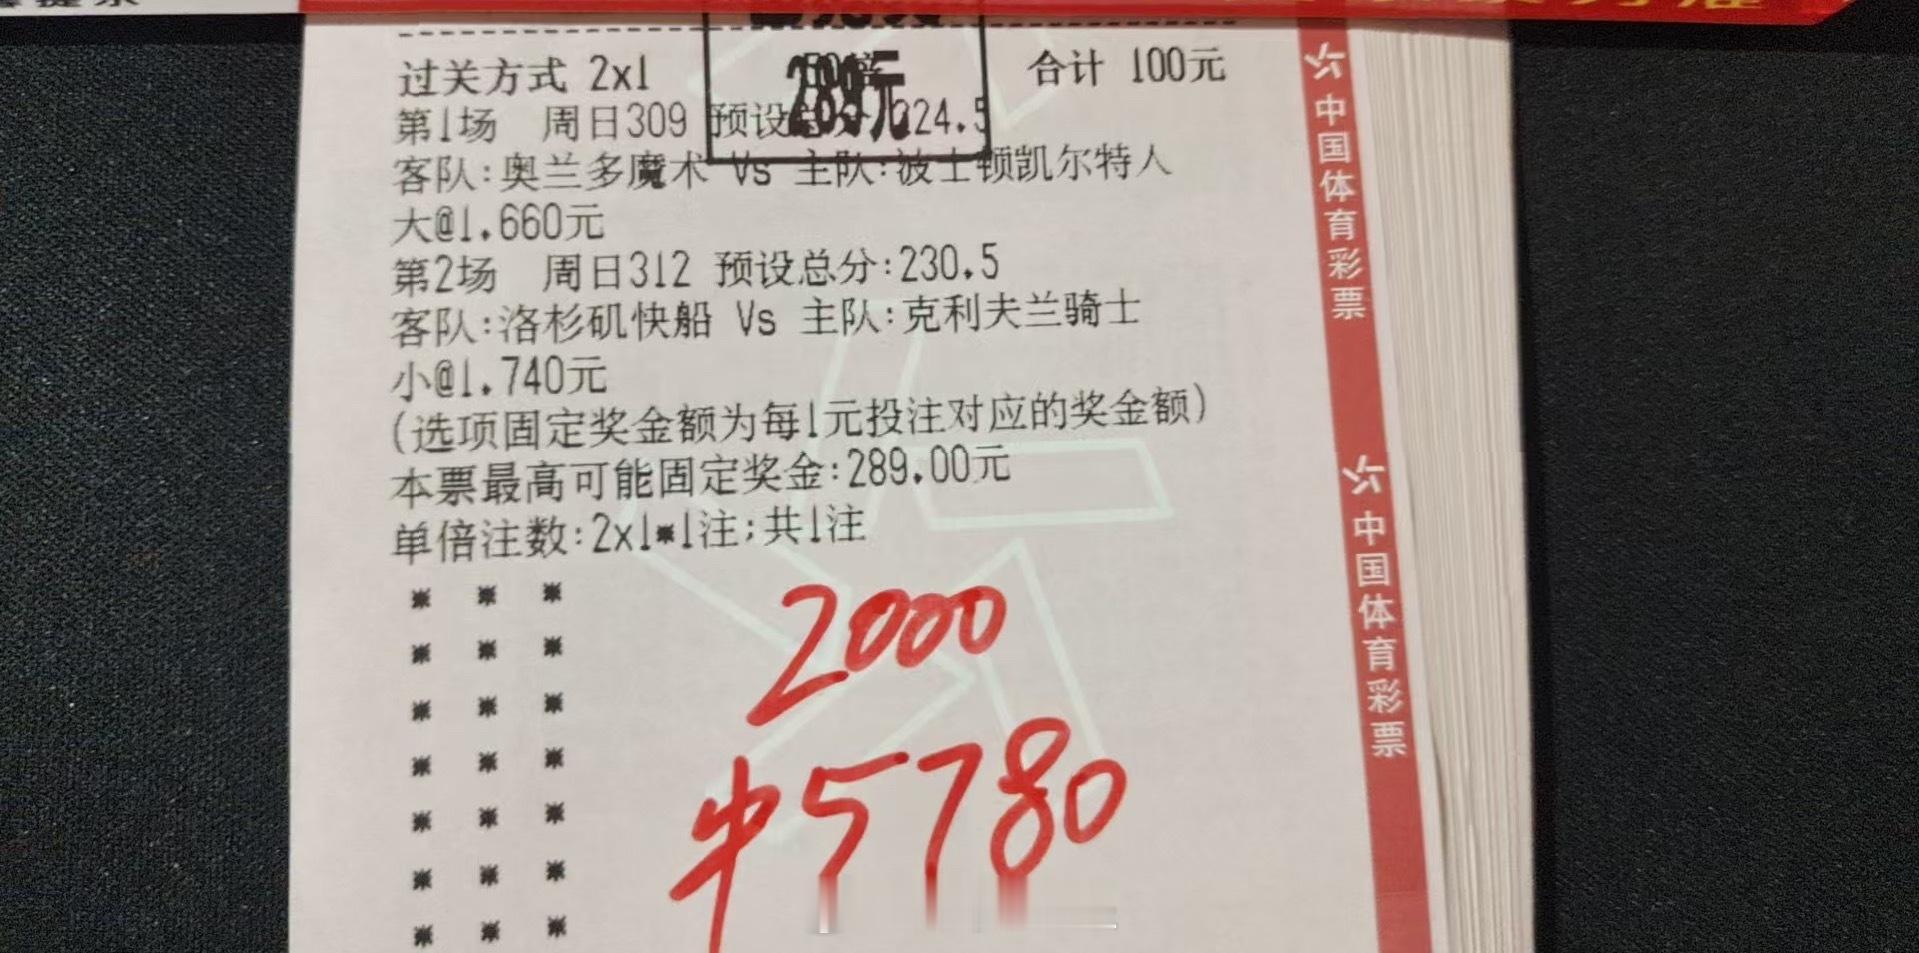 289元
过关方式 2x1 合计 100元
第1场 周日309 预设总分:224.5
客队:奥兰多魔术 Vs 主队:波士顿凯尔特人
大@1.660元
第2场 周日312 预设总分:230.5
客队:洛杉矶快船 Vs 主队:克利夫兰骑士
小@1.740元
(选项固定奖金额为每1元投注对应的奖金额)
本票最高可能固定奖金:289.00元
单倍注数:2x1*1注;共1注
2000
中5780
中国体育彩票
中国体育彩票